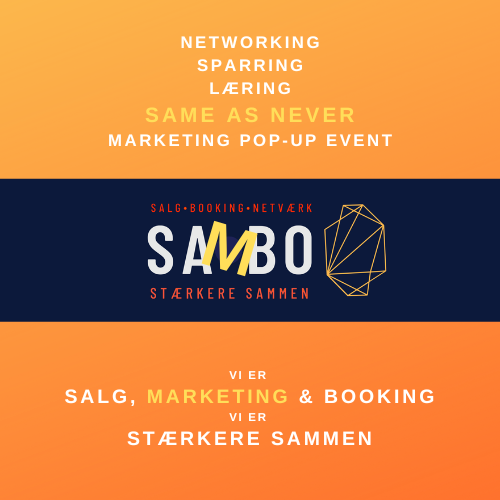 NETWORKING
SPARRING
LÆRING
SAME AS NEVER
MARKETING POP-UP EVENT
SALG•BOOKING•NETVÆRK
SAMBO
STÆRKERE SAMMEN
VI ER
SALG, MARKETING & BOOKING
VI ER
STÆRKERE SAMMEN